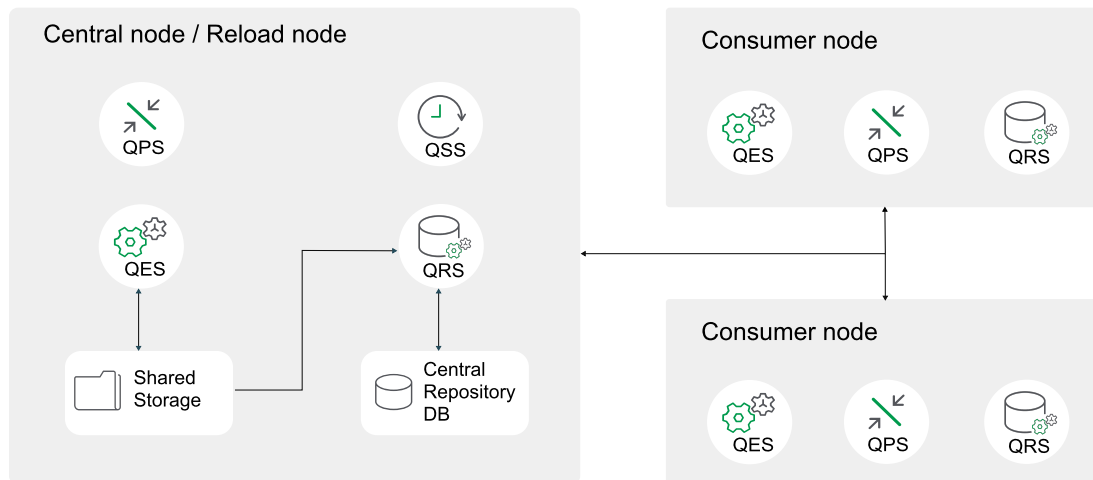 Central node / Reload node
QPS
QSS
QES
QRS
Shared
Storage
Central
Repository
DB
Consumer node
QES
QPS
QRS
Consumer node
QES
QPS
QRS